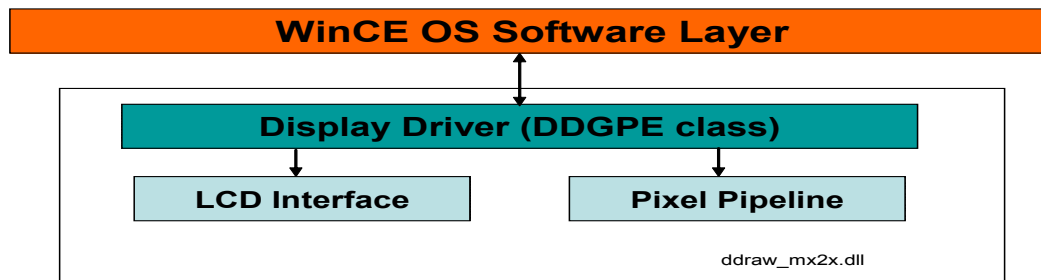 WinCE OS Software Layer
Display Driver (DDGPE class)
LCD Interface
Pixel Pipeline
ddraw_mx2x.dll